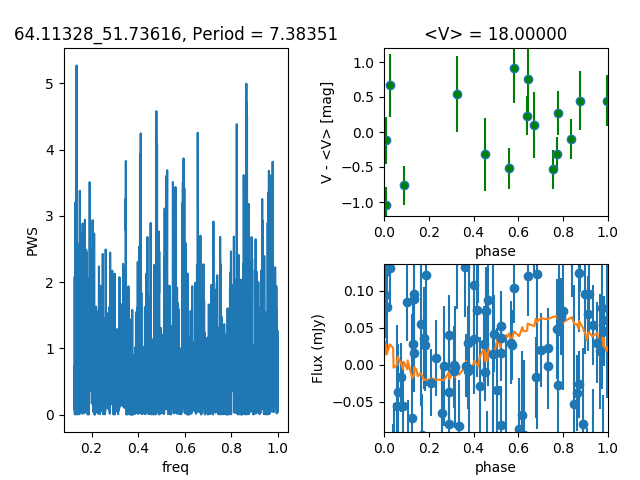 64.11328_51.73616, Period = 7.38351
<V> = 18.00000
PWS
5
4
3
2
1
0
0.2 0.4 0.6 0.8 1.0
freq
V - <V> [mag]
1.0
0.5
0.0
−0.5
−1.0
0.0 0.2 0.4 0.6 0.8 1.0
phase
Flux (mJy)
0.10
0.05
0.00
−0.05
0.0 0.2 0.4 0.6 0.8 1.0
phase